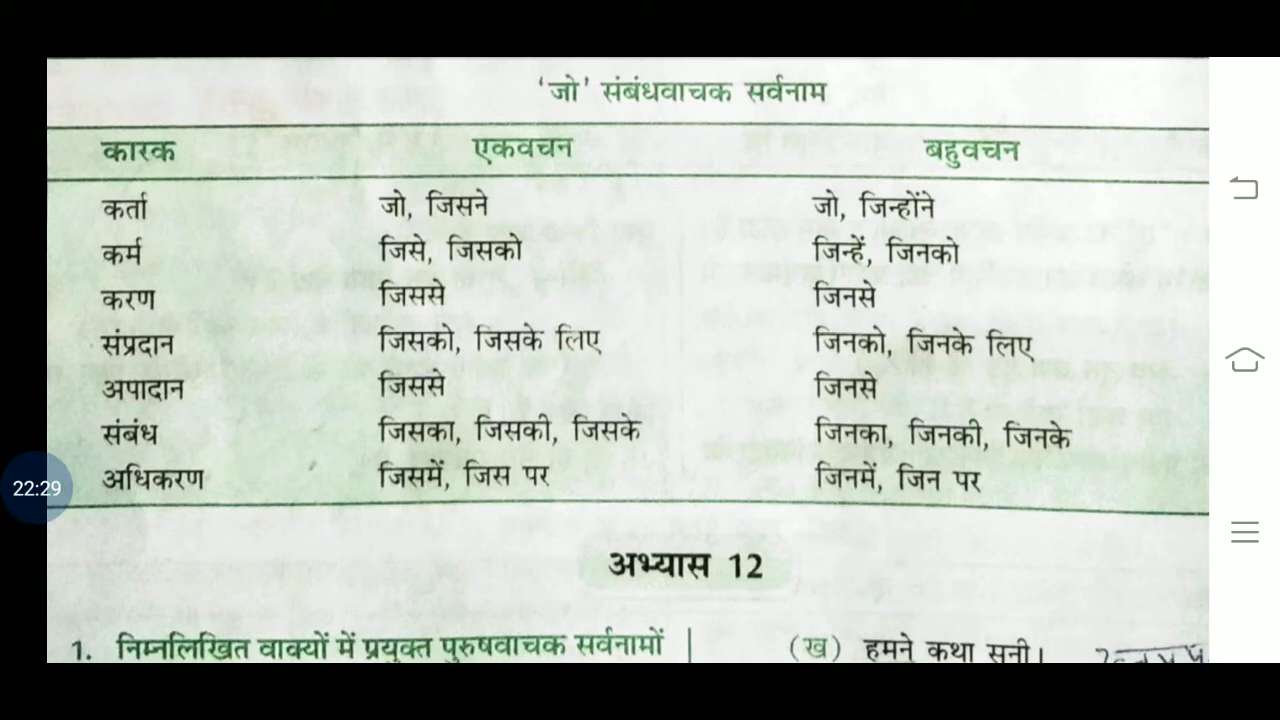 'जो' संबंधवाचक सर्वनाम
कारक एकवचन बहुवचन
कर्ता जो, जिसने जो, जिन्होंने
कर्म जिसे, जिसको जिन्हें, जिनको
करण जिससे जिनसे
संप्रदान जिसको, जिसके लिए जिनको, जिनके लिए
अपादान जिससे जिनसे
संबंध जिसका, जिसकी, जिसके जिनका, जिनकी, जिनके
अधिकरण जिसमें, जिस पर जिनमें, जिन पर
22:29
अभ्यास 12
1. निम्नलिखित वाक्यों में प्रयुक्त पुरुषवाचक सर्वनामों
(ख) हमने कथा सुनी।